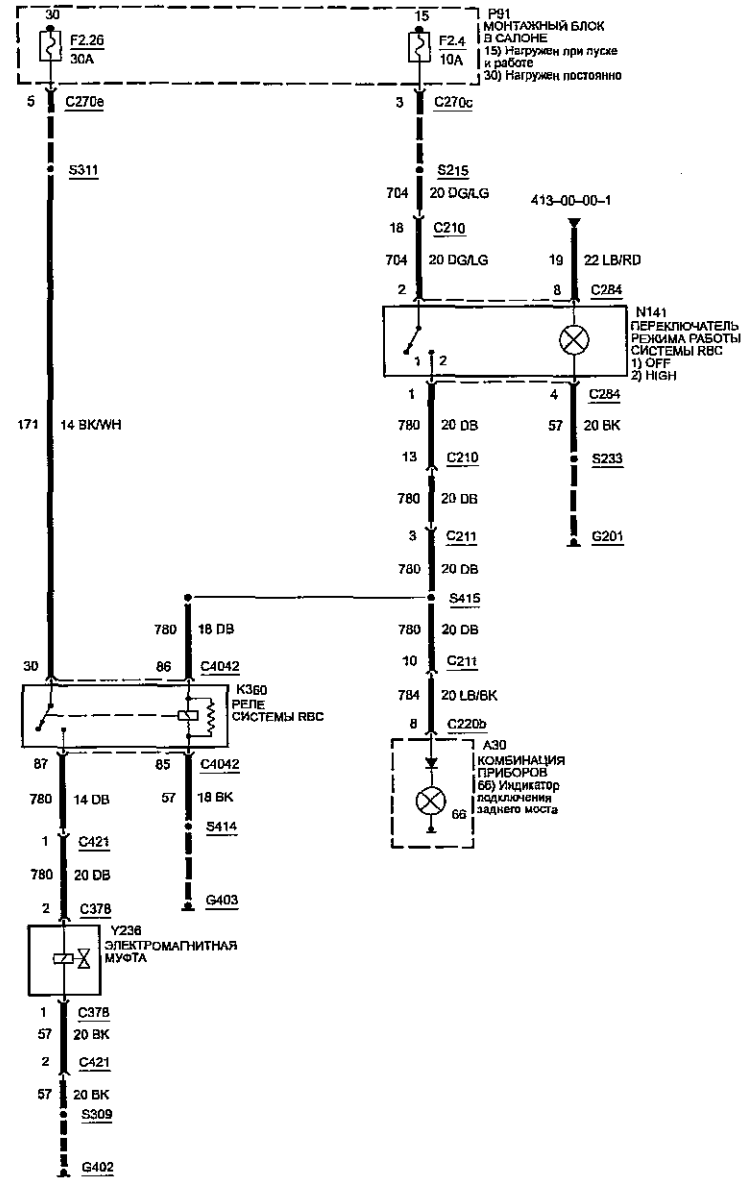 30
15
P91
МОНТАЖНЫЙ БЛОК
В САЛОНЕ
15) Нагружен при пуске
и работе
30) Нагружен постоянно
F2.26
30A
F2.4
10A
5 C270e
3 C270c
S311
S215
704 20 DG/LG
413-00-00-1
18 C210
704 20 DG/LG
19 22 LB/RD
2
8 C284
N141
ПЕРЕКЛЮЧАТЕЛЬ
РЕЖИМА РАБОТЫ
СИСТЕМЫ RBC
1) OFF
2) HIGH
1 2
1
4 C284
171 14 BK/WH
780 20 DB
57 20 BK
13 C210
S233
780 20 DB
3 C211
G201
780 20 DB
S415
780 18 DB
780 20 DB
30
86 C4042
10 C211
K360
РЕЛЕ
СИСТЕМЫ RBC
784 20 LB/BK
8 C220b
A30
КОМБИНАЦИЯ
ПРИБОРОВ
66) Индикатор
подключения
заднего моста
66
87
85 C4042
780 14 DB
57 18 BK
1 C421
S414
780 20 DB
2 C378
G403
Y236
ЭЛЕКТРОМАГНИТНАЯ
МУФТА
1 C378
57 20 BK
2 C421
57 20 BK
S309
G402